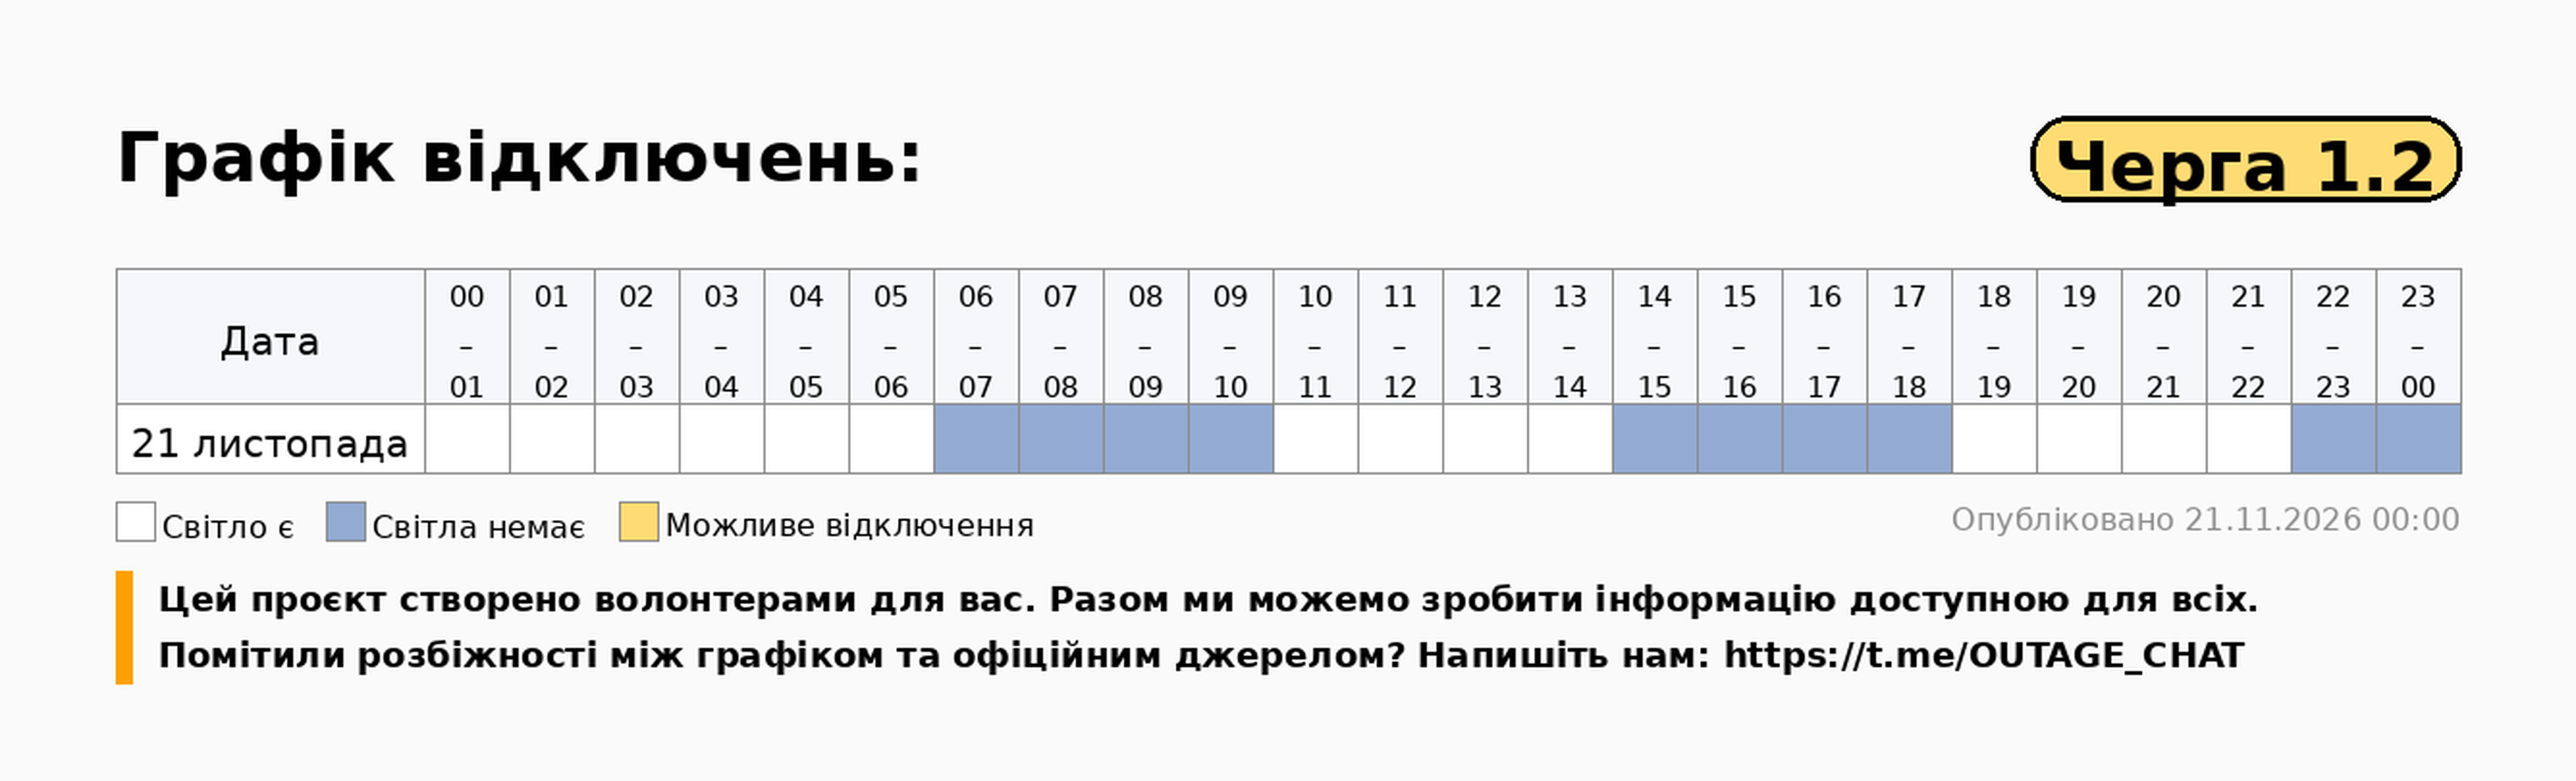 Графік відключень:
Черга 1.2
Дата 00 – 01 01 – 02 02 – 03 03 – 04 04 – 05 05 – 06 06 – 07 07 – 08 08 – 09 09 – 10 10 – 11 11 – 12 12 – 13 13 – 14 14 – 15 15 – 16 16 – 17 17 – 18 18 – 19 19 – 20 20 – 21 21 – 22 22 – 23 23 – 00
21 листопада
Світло є Світла немає Можливе відключення
Опубліковано 21.11.2026 00:00
Цей проєкт створено волонтерами для вас. Разом ми можемо зробити інформацію доступною для всіх.
Помітили розбіжності між графіком та офіційним джерелом? Напишіть нам: https://t.me/OUTAGE_CHAT